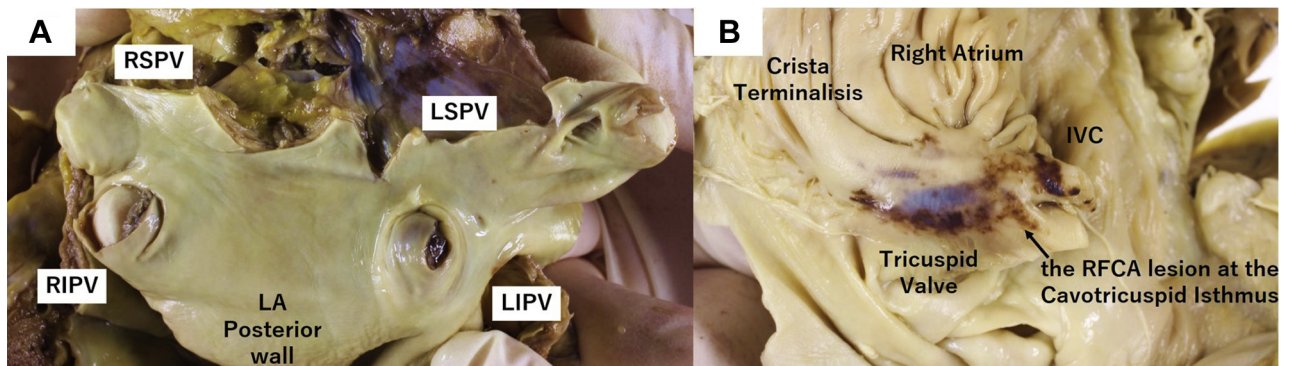 A
RSPV
LSPV
RIPV
LIPV
LA
Posterior
wall
B
Right Atrium
Crista
Terminalisis
IVC
Tricuspid
Valve
the RFCA lesion at the
Cavotricuspid Isthmus